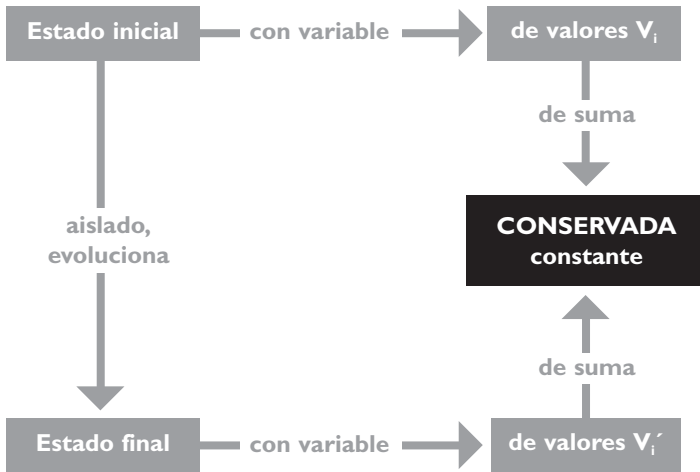 Estado inicial
con variable
de valores Vᵢ
de suma
aislado,
evoluciona
CONSERVADA
constante
de suma
Estado final
con variable
de valores Vᵢ´